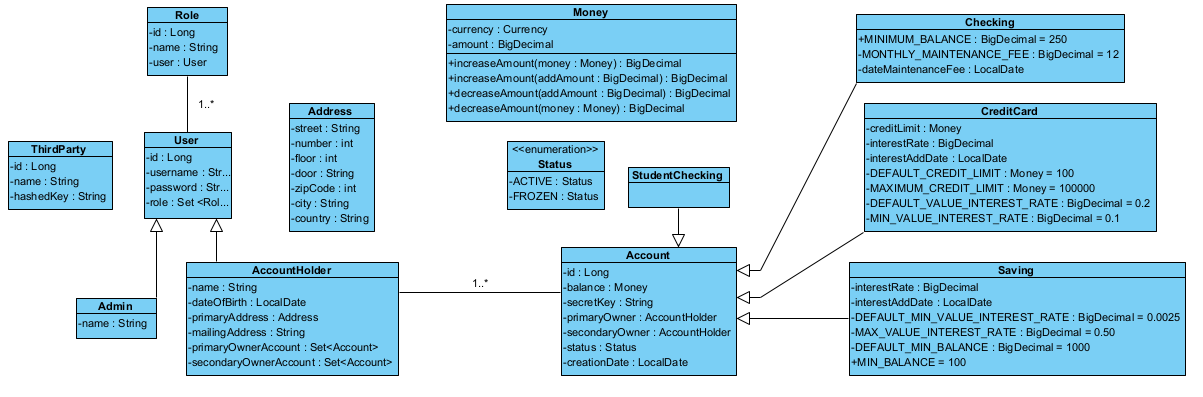 Role
-id : Long
-name : String
-user : User
1..*
User
-id : Long
-username : Str...
-password : Str...
-role : Set <Rol...
ThirdParty
-id : Long
-name : String
-hashedKey : String
Address
-street : String
-number : int
-floor : int
-door : String
-zipCode : int
-city : String
-country : String
Money
-currency : Currency
-amount : BigDecimal
+increaseAmount(money : Money) : BigDecimal
+increaseAmount(addAmount : BigDecimal) : BigDecimal
+decreaseAmount(addAmount : BigDecimal) : BigDecimal
+decreaseAmount(money : Money) : BigDecimal
<<enumeration>>
Status
-ACTIVE : Status
-FROZEN : Status
StudentChecking
Checking
+MINIMUM_BALANCE : BigDecimal = 250
-MONTHLY_MAINTENANCE_FEE : BigDecimal = 12
-dateMaintenanceFee : LocalDate
CreditCard
-creditLimit : Money
-interestRate : BigDecimal
-interestAddDate : LocalDate
-DEFAULT_CREDIT_LIMIT : Money = 100
-MAXIMUM_CREDIT_LIMIT : Money = 100000
-DEFAULT_VALUE_INTEREST_RATE : BigDecimal = 0.2
-MIN_VALUE_INTEREST_RATE : BigDecimal = 0.1
Admin
-name : String
AccountHolder
-name : String
-dateOfBirth : LocalDate
-primaryAddress : Address
-mailingAddress : String
-primaryOwnerAccount : Set<Account>
-secondaryOwnerAccount : Set<Account>
1..*
Account
-id : Long
-balance : Money
-secretKey : String
-primaryOwner : AccountHolder
-secondaryOwner : AccountHolder
-status : Status
-creationDate : LocalDate
Saving
-interestRate : BigDecimal
-interestAddDate : LocalDate
-DEFAULT_MIN_VALUE_INTEREST_RATE : BigDecimal = 0.0025
-MAX_VALUE_INTEREST_RATE : BigDecimal = 0.50
-DEFAULT_MIN_BALANCE : BigDecimal = 1000
+MIN_BALANCE = 100